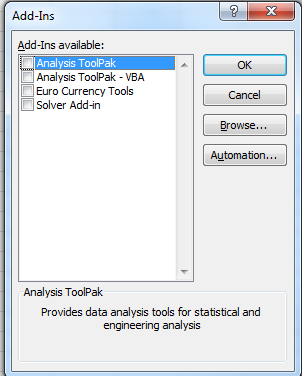 Add-Ins
?
Add-Ins available:
Analysis ToolPak
Analysis ToolPak - VBA
Euro Currency Tools
Solver Add-in
OK
Cancel
Browse...
Automation...
Analysis ToolPak
Provides data analysis tools for statistical and
engineering analysis